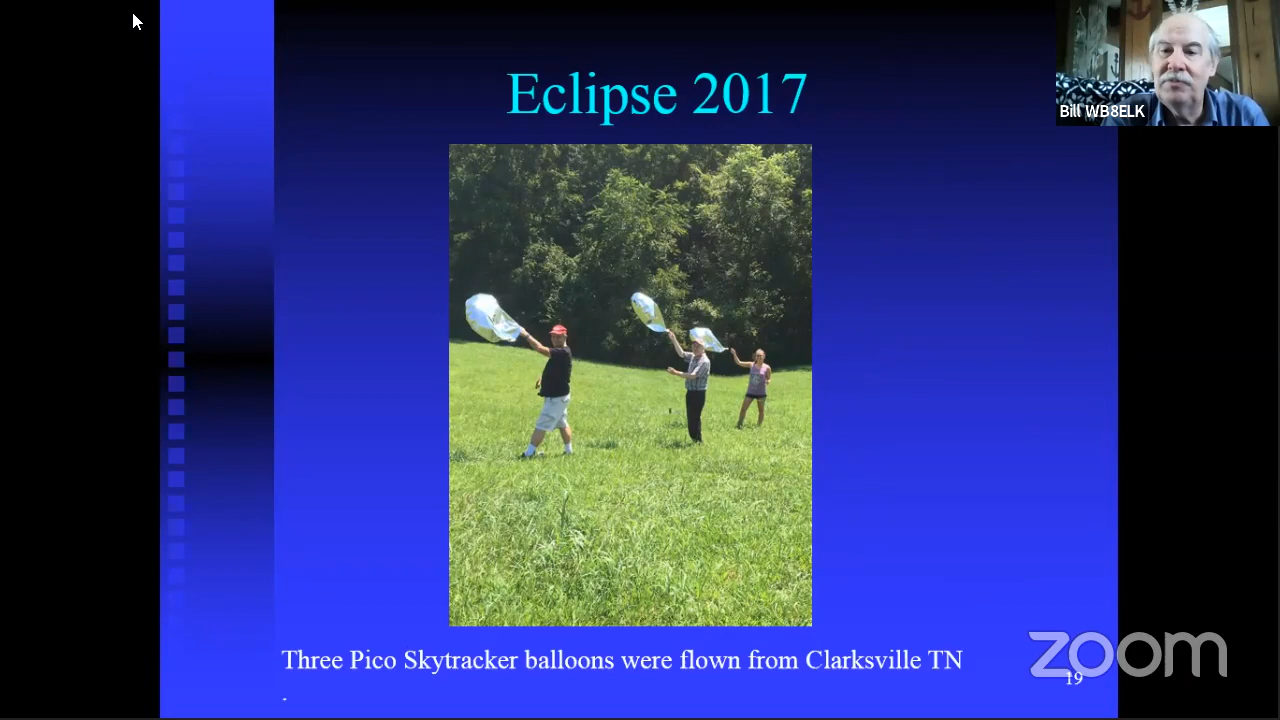 Eclipse 2017
Bill WB8ELK
Three Pico Skytracker balloons were flown from Clarksville TN
-
zoom
19